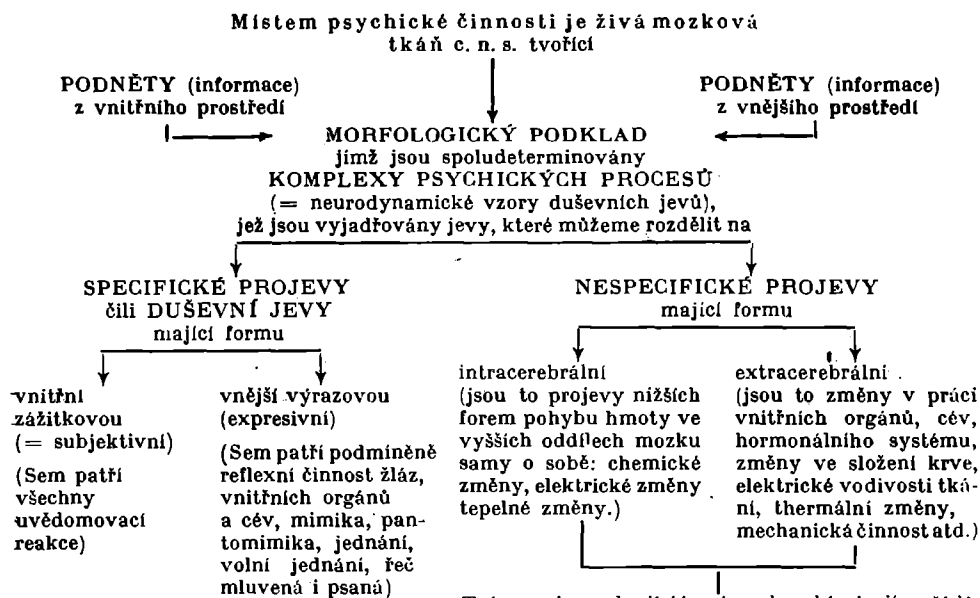 Místem psychické činnosti je živá mozková
tkáň c. n. s. tvořící
PODNĚTY (informace)
z vnitřního prostředí
PODNĚTY (informace)
z vnějšího prostředí
MORFOLOGICKÝ PODKLAD
jímž jsou spoludeterminovány
KOMPLEXY PSYCHICKÝCH PROCESŮ
(= neurodynamické vzory duševních jevů),
jež jsou vyjadřovány jevy, které můžeme rozdělit na
SPECIFICKÉ PROJEVY
čili DUŠEVNÍ JEVY
mající formu
NESPECIFICKÉ PROJEVY
mající formu
vnitřní
zážitkovou
(= subjektivní)
(Sem patří
všechny
uvědomovací
reakce)
vnější výrazovou
(expresivní)
(Sem patří podmíněně
reflexní činnost žláz,
vnitřních orgánů
a cév, mimika, pan-
tomimika, jednání,
volní jednání, řeč
mluvená i psaná)
intracerebrální
(jsou to projevy nižších
forem pohybu hmoty ve
vyšších oddílech mozku
samy o sobě: chemické
změny, elektrické změny
tepelné změny.)
extracerebrální
(jsou to změny v práci
vnitřních orgánů, cév,
hormonálního systému,
změny ve složení krve,
elektrické vodivosti tká-
ní, thermální změny,
mechanická činnost atd.)